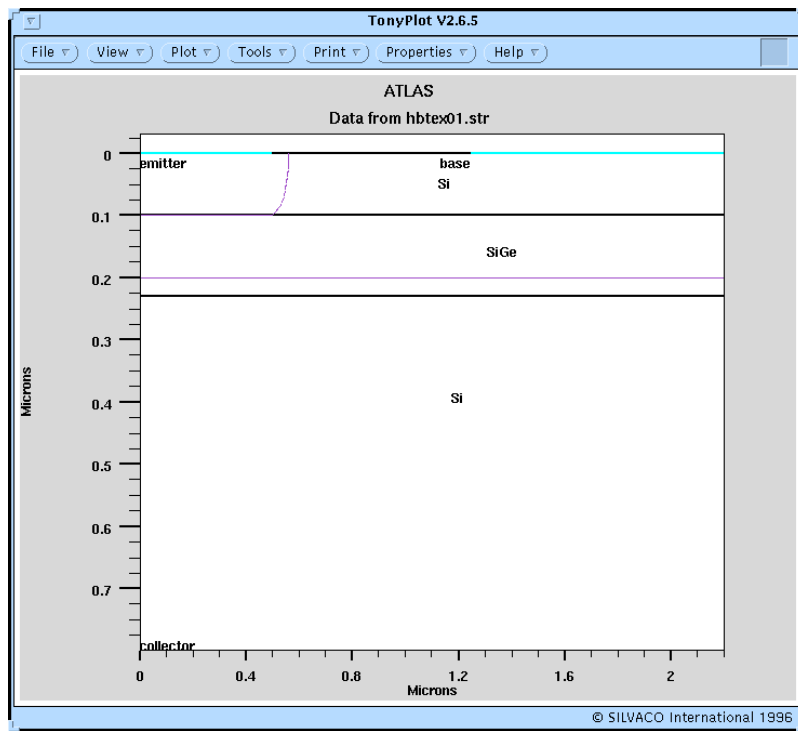 TonyPlot V2.6.5
File View Plot Tools Print Properties Help
ATLAS
Data from hbtex01.str
0
emitter base
Si
0.1
SiGe
0.2
0.3
Microns
0.4 Si
0.5
0.6
0.7
collector
0 0.4 0.8 1.2 1.6 2
Microns
© SILVACO International 1996